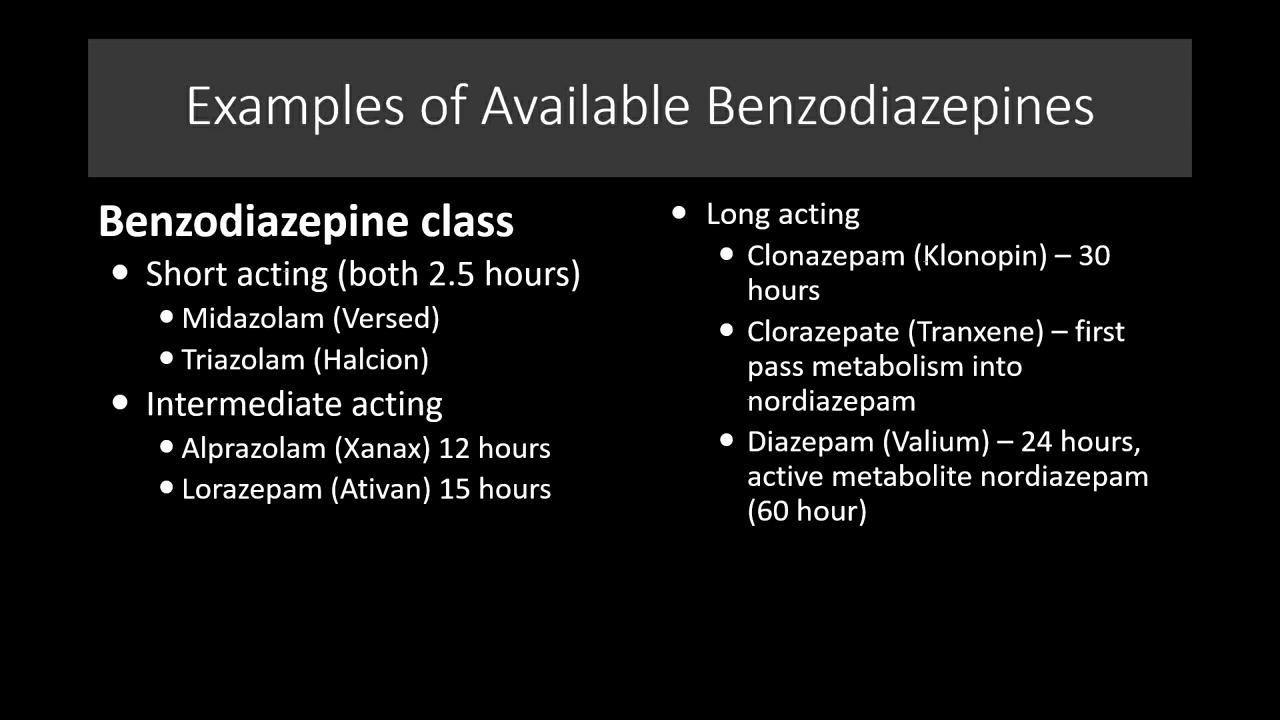 Examples of Available Benzodiazepines
Benzodiazepine class
• Short acting (both 2.5 hours)
• Midazolam (Versed)
• Triazolam (Halcion)
• Intermediate acting
• Alprazolam (Xanax) 12 hours
• Lorazepam (Ativan) 15 hours
• Long acting
• Clonazepam (Klonopin) – 30
hours
• Clorazepate (Tranxene) – first
pass metabolism into
nordiazepam
• Diazepam (Valium) – 24 hours,
active metabolite nordiazepam
(60 hour)